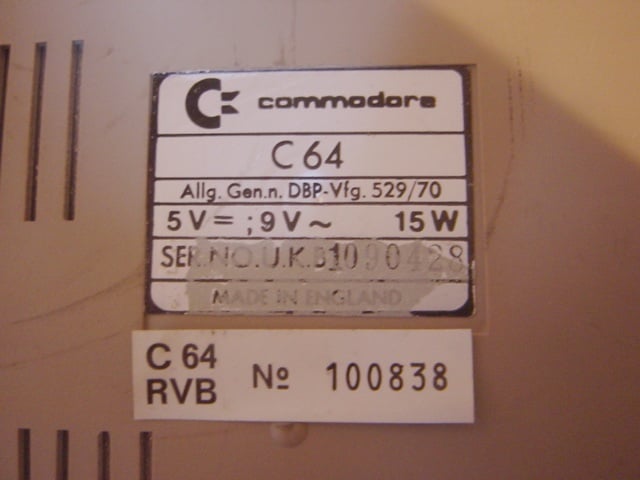 commodore
C 64
Allg. Gen.n. DBP-Vfg. 529/70
5 V = ; 9 V ~ 15 W
SER.NO.U.K.B1090428
MADE IN ENGLAND
C 64
RVB
Nº 100838